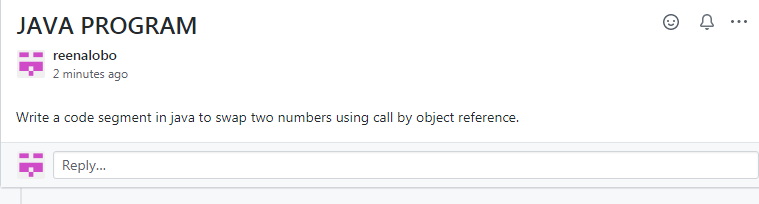 JAVA PROGRAM
reenalobo
2 minutes ago
Write a code segment in java to swap two numbers using call by object reference.
Reply...